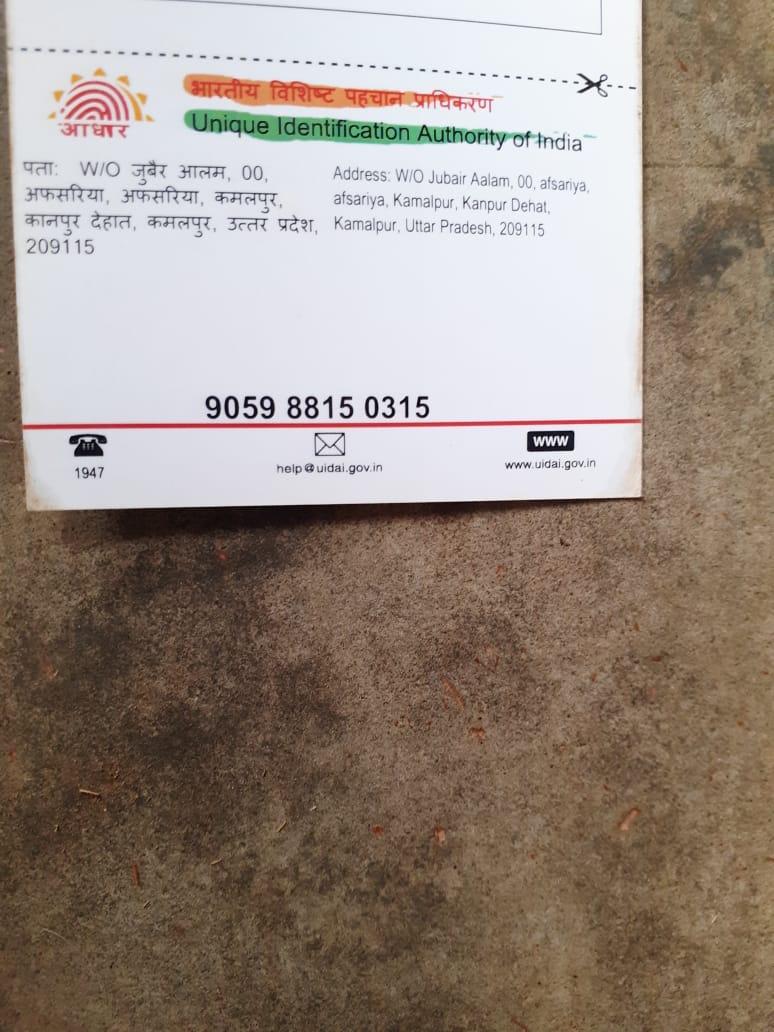 आधार
भारतीय विशिष्ट पहचान प्राधिकरण
Unique Identification Authority of India
पता: W/O जुबैर आलम, 00,
अफसरिया, अफसरिया, कमलपुर,
कानपुर देहात, कमलपुर, उत्तर प्रदेश,
209115
Address: W/O Jubair Aalam, 00, afsariya,
afsariya, Kamalpur, Kanpur Dehat,
Kamalpur, Uttar Pradesh, 209115
9059 8815 0315
1947
help@uidai.gov.in
www
www.uidai.gov.in